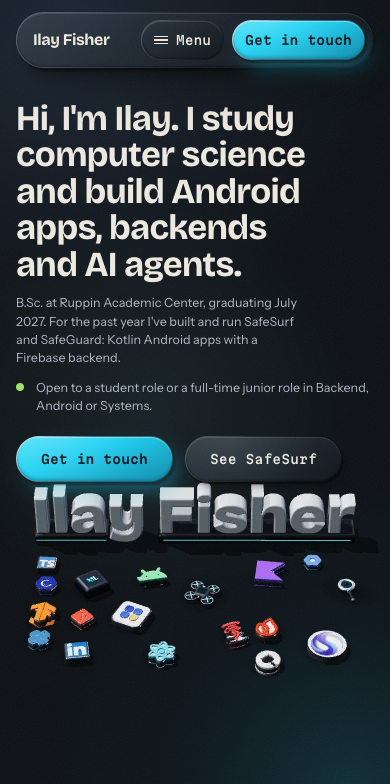 Ilay Fisher
Menu
Get in touch
Hi, I'm Ilay. I study
computer science
and build Android
apps, backends
and AI agents.
B.Sc. at Ruppin Academic Center, graduating July
2027. For the past year I've built and run SafeSurf
and SafeGuard: Kotlin Android apps with a
Firebase backend.
Open to a student role or a full-time junior role in Backend,
Android or Systems.
Get in touch
See SafeSurf
Ilay Fisher
TS
C
ML
in